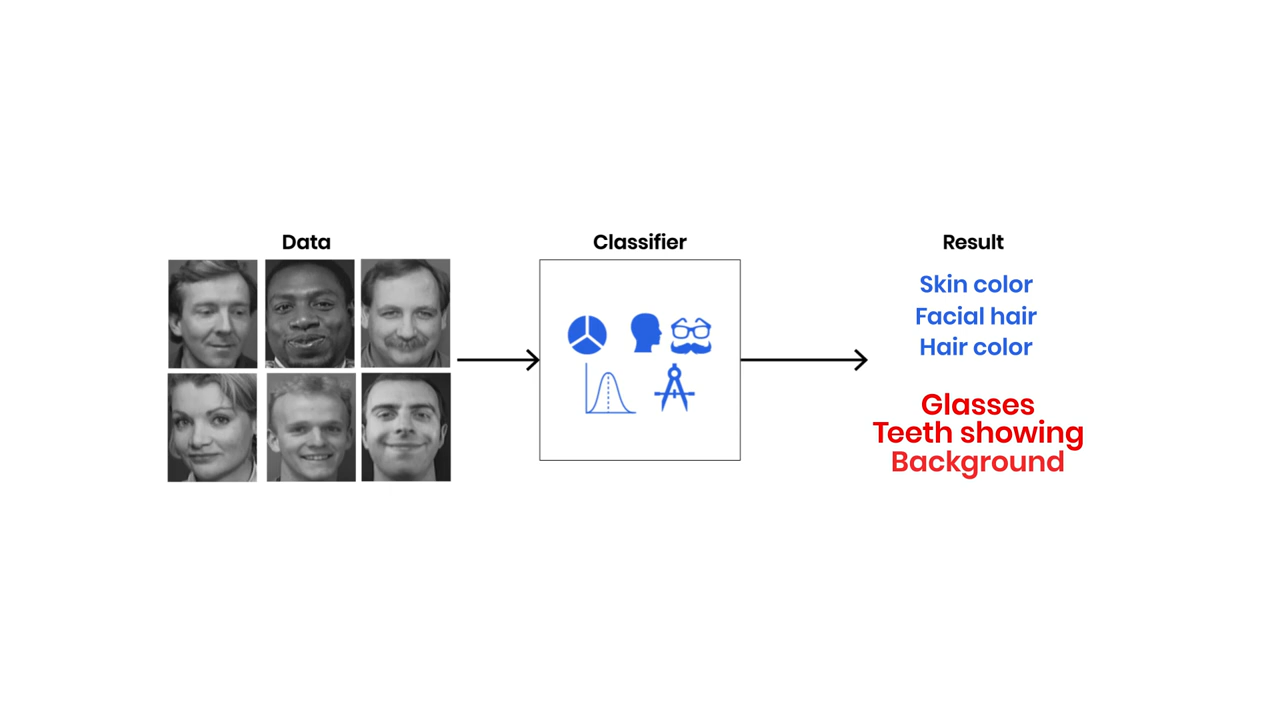 Data
Classifier
Result
Skin color
Facial hair
Hair color
Glasses
Teeth showing
Background